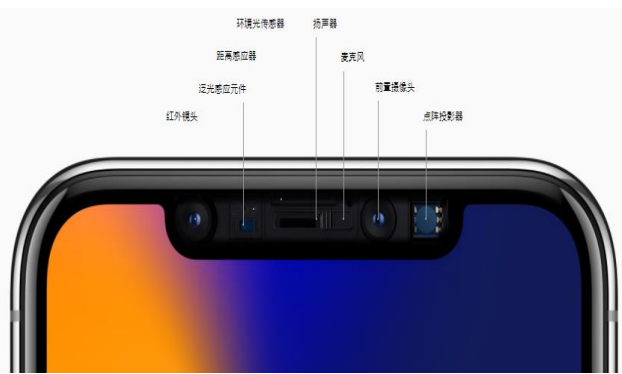 环境光传感器 扬声器
距离感应器 麦克风
泛光感应元件 前置摄像头
红外镜头 点阵投影器